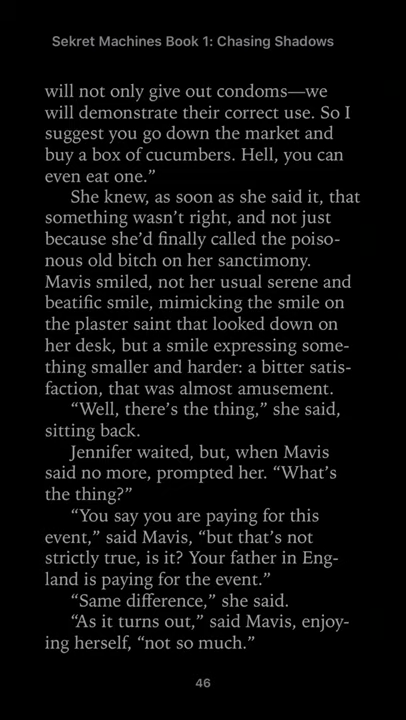 Sekret Machines Book 1: Chasing Shadows
will not only give out condoms—we
will demonstrate their correct use. So I
suggest you go down the market and
buy a box of cucumbers. Hell, you can
even eat one.”
She knew, as soon as she said it, that
something wasn’t right, and not just
because she’d finally called the poiso-
nous old bitch on her sanctimony.
Mavis smiled, not her usual serene and
beatific smile, mimicking the smile on
the plaster saint that looked down on
her desk, but a smile expressing some-
thing smaller and harder: a bitter satis-
faction, that was almost amusement.
“Well, there’s the thing,” she said,
sitting back.
Jennifer waited, but, when Mavis
said no more, prompted her. “What’s
the thing?”
“You say you are paying for this
event,” said Mavis, “but that’s not
strictly true, is it? Your father in Eng-
land is paying for the event.”
“Same difference,” she said.
“As it turns out,” said Mavis, enjoy-
ing herself, “not so much.”
46